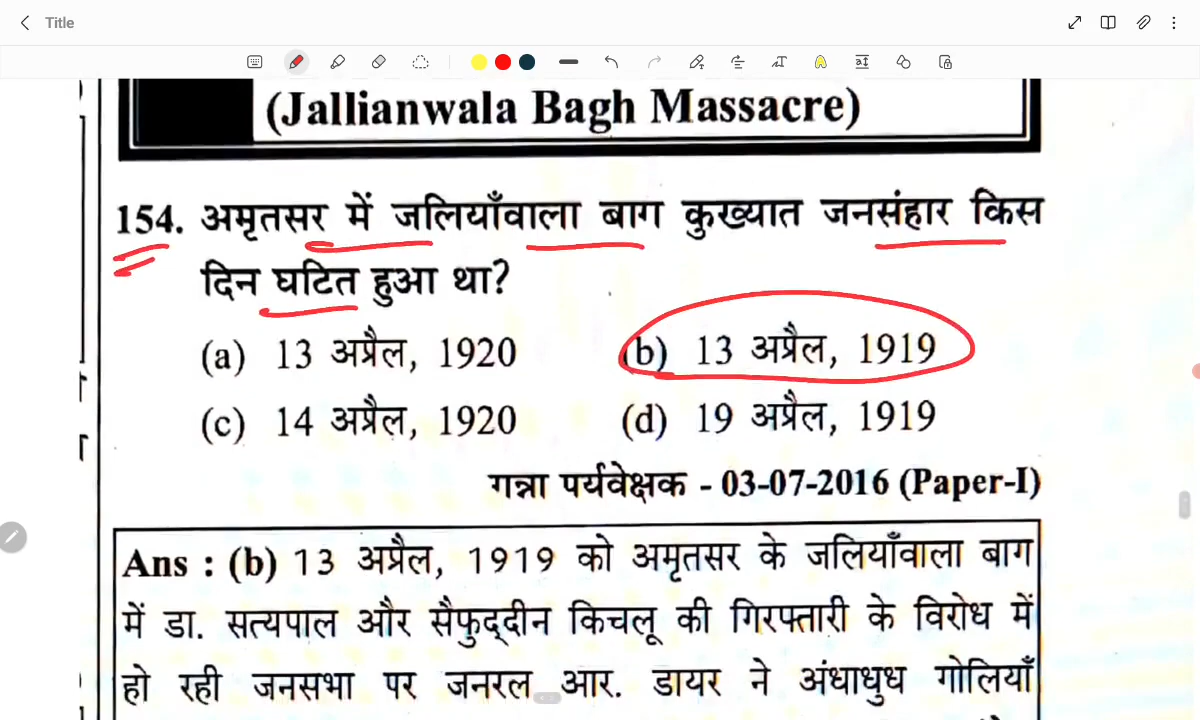 Title
(Jallianwala Bagh Massacre)
154. अमृतसर में जलियाँवाला बाग कुख्यात जनसंहार किस
दिन घटित हुआ था?
(a) 13 अप्रैल, 1920 (b) 13 अप्रैल, 1919
(c) 14 अप्रैल, 1920 (d) 19 अप्रैल, 1919
गन्ना पर्यवेक्षक - 03-07-2016 (Paper-I)
Ans : (b) 13 अप्रैल, 1919 को अमृतसर के जलियाँवाला बाग
में डा. सत्यपाल और सैफुद्दीन किचलू की गिरफ्तारी के विरोध में
हो रही जनसभा पर जनरल आर. डायर ने अंधाधुध गोलियाँ